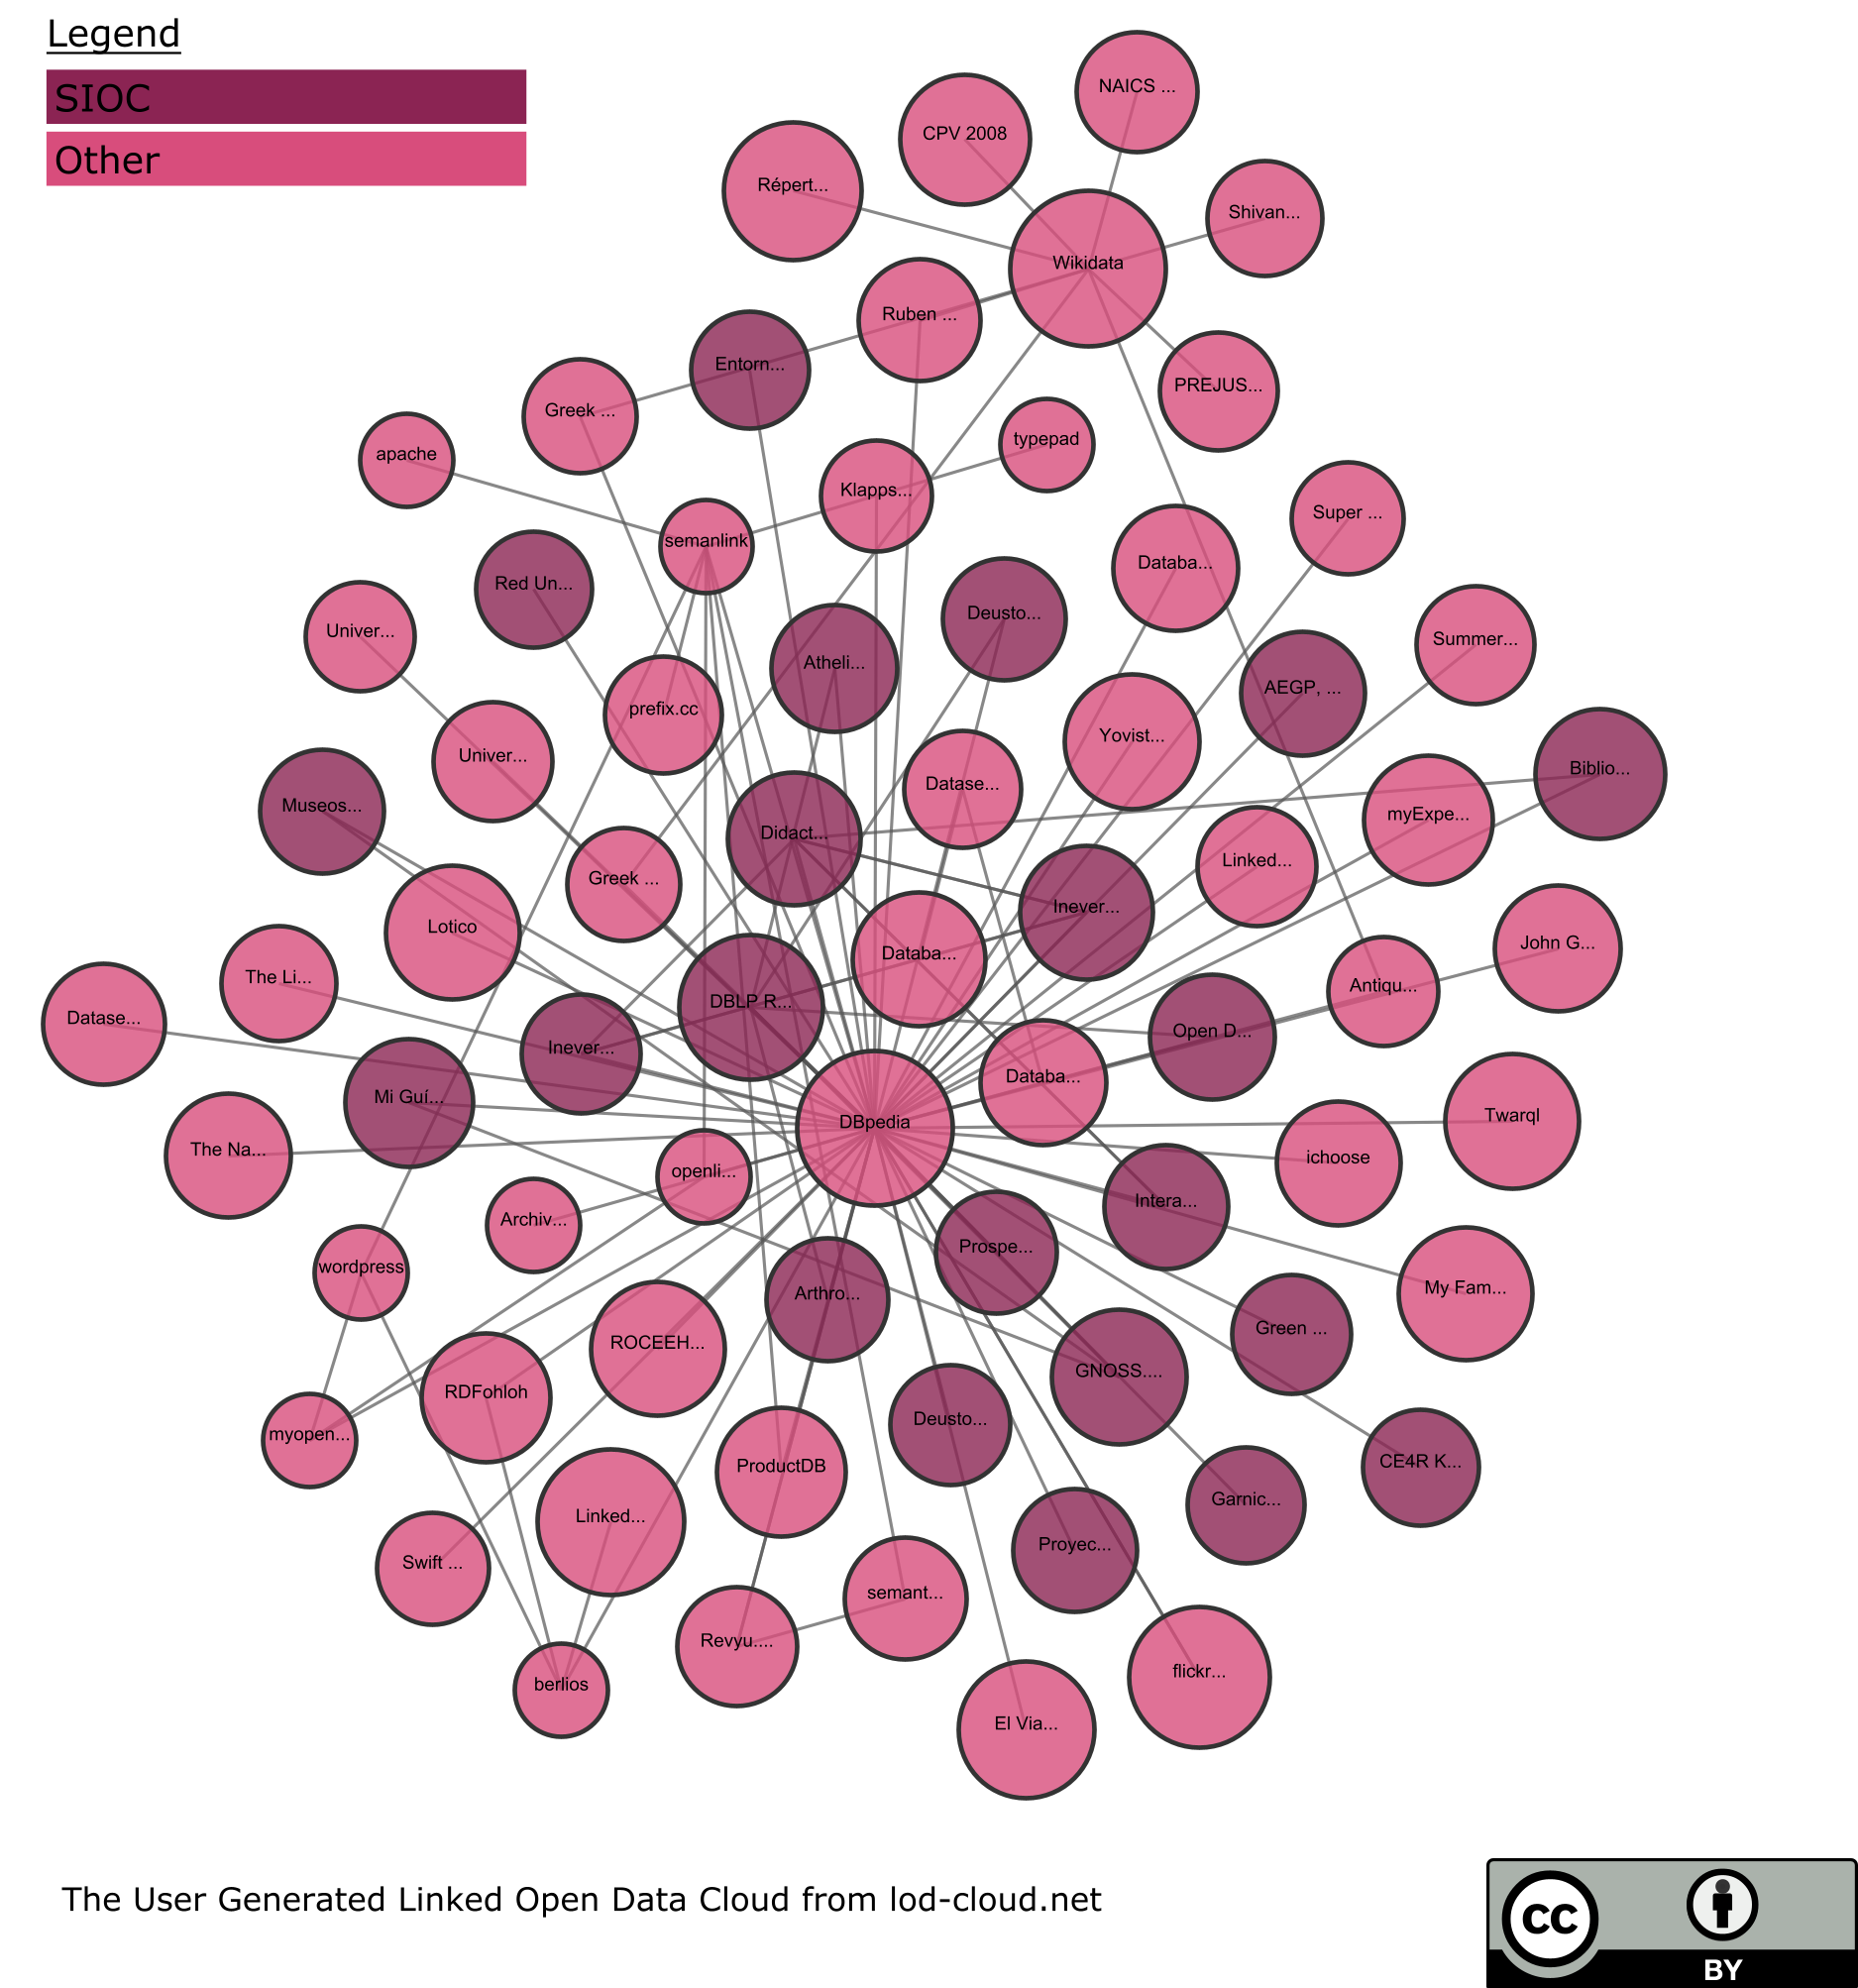 Legend
SIOC
Other
NAICS ...
CPV 2008
Répert...
Shivan...
Wikidata
Ruben ...
Entorn...
PREJUS...
Greek ...
typepad
apache
Klapps...
Super ...
semanlink
Databa...
Red Un...
Deusto...
Univer...
Summer...
Atheli...
AEGP, ...
prefix.cc
Yovist...
Univer...
Biblio...
Datase...
Museos...
myExpe...
Didact...
Linked...
Greek ...
Inever...
Lotico
John G...
Databa...
The Li...
Antiqu...
DBLP R...
Datase...
Open D...
Inever...
Databa...
Mi Guí...
Twarql
DBpedia
The Na...
ichoose
openli...
Intera...
Archiv...
Prospe...
wordpress
My Fam...
Arthro...
Green ...
ROCEEH...
GNOSS....
RDFohloh
Deusto...
myopen...
CE4R K...
ProductDB
Garnic...
Linked...
Proyec...
Swift ...
semant...
Revyu....
flickr...
berlios
El Via...
The User Generated Linked Open Data Cloud from lod-cloud.net
cc
BY